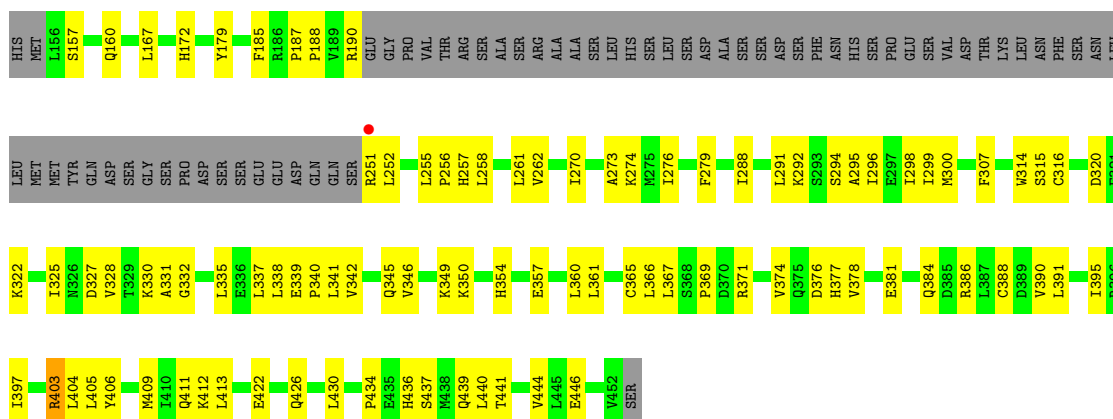 HIS MET L156 S157 Q160 L167 H172 Y179 F185 R186 P187 P188 V189 R190 GLU GLY PRO VAL THR ARG SER ALA SER ARG ALA ALA SER LEU HIS SER LEU SER ASP ALA SER SER ASP SER PHE ASN HIS SER PRO GLU SER VAL ASP THR LYS LEU ASN PHE SER ASN LEU
LEU MET MET TYR GLN ASP SER GLY SER PRO ASP SER SER GLU GLU ASP GLN GLN SER R251 L252 L255 P256 H257 L258 L261 V262 I270 A273 K274 M275 I276 F279 I288 L291 K292 S293 S294 A295 I296 E297 I298 I299 M300 F307 W314 S315 C316 D320
K322 I325 N326 D327 V328 T329 K330 A331 G332 L335 E336 L337 L338 E339 P340 L341 V342 Q345 V346 K349 K350 H354 E357 L360 L361 C365 L366 L367 S368 P369 D370 R371 V374 Q375 D376 H377 V378 E381 Q384 D385 R386 L387 C388 D389 V390 L391 I395
I397 R403 L404 L405 Y406 M409 I410 Q411 K412 L413 E422 Q426 L430 P434 E435 H436 S437 M438 Q439 L440 T441 V444 L445 E446 V452 SER